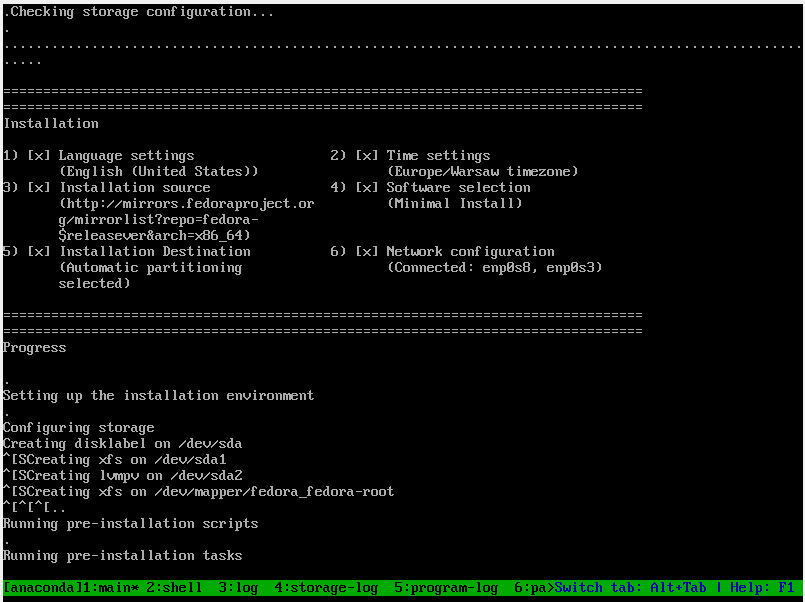 .Checking storage configuration...
.
....................................................................................................
.....
================================================================================
================================================================================
Installation
1) [x] Language settings                 2) [x] Time settings
       (English (United States))                (Europe/Warsaw timezone)
3) [x] Installation source               4) [x] Software selection
       (http://mirrors.fedoraproject.or         (Minimal Install)
       g/mirrorlist?repo=fedora-
       $releasever&arch=x86_64)
5) [x] Installation Destination          6) [x] Network configuration
       (Automatic partitioning                  (Connected: enp0s8, enp0s3)
       selected)
================================================================================
================================================================================
Progress
.
Setting up the installation environment
.
Configuring storage
Creating disklabel on /dev/sda
^[SCreating xfs on /dev/sda1
^[SCreating lvmpv on /dev/sda2
^[SCreating xfs on /dev/mapper/fedora_fedora-root
^[^[^[..
Running pre-installation scripts
.
Running pre-installation tasks
[anaconda]1:main* 2:shell  3:log  4:storage-log  5:program-log  6:pa>Switch tab: Alt+Tab | Help: F1